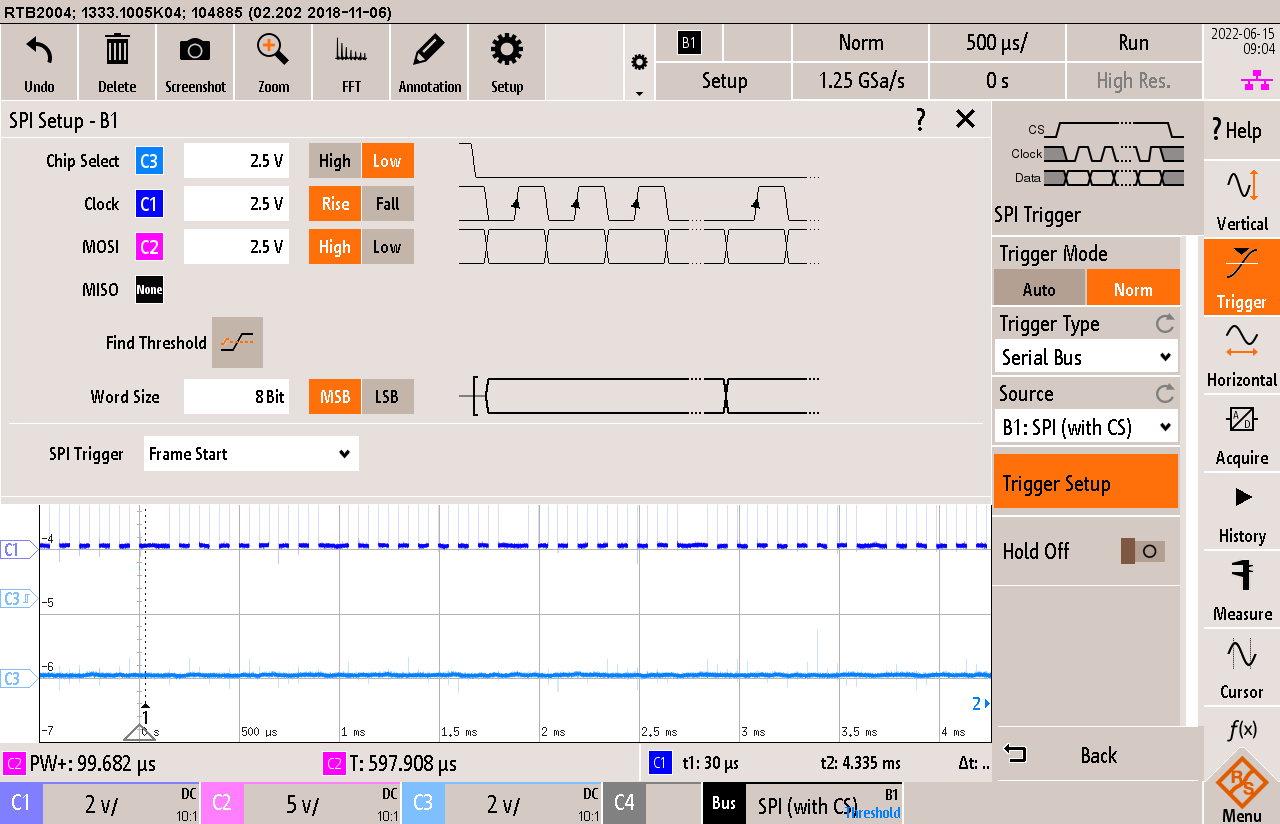 RTB2004; 1333.1005K04; 104885 (02.202 2018-11-06)
Undo
Delete
Screenshot
Zoom
FFT
Annotation
Setup
B1
Setup
Norm
1.25 GSa/s
500 µs/
0 s
Run
High Res.
2022-06-15
09:04
SPI Setup - B1
?
Chip Select C3 2.5 V High Low
Clock C1 2.5 V Rise Fall
MOSI C2 2.5 V High Low
MISO None
Find Threshold
Word Size 8 Bit MSB LSB
SPI Trigger Frame Start
CS
Clock
Data
SPI Trigger
Trigger Mode
Auto Norm
Trigger Type
Serial Bus
Source
B1: SPI (with CS)
Trigger Setup
Hold Off
Back
? Help
Vertical
Trigger
Horizontal
A D
Acquire
History
Measure
Cursor
f(x)
R S
Menu
C1
C3
C3
-4
-5
-6
-7
1
2
0 s 500 µs 1 ms 1.5 ms 2 ms 2.5 ms 3 ms 3.5 ms 4 ms
C2 PW+: 99.682 µs C2 T: 597.908 µs C1 t1: 30 µs t2: 4.335 ms Δt: ..
C1 2 V/ DC 10:1
C2 5 V/ DC 10:1
C3 2 V/ DC 10:1
C4
Bus SPI (with CS) B1
Threshold